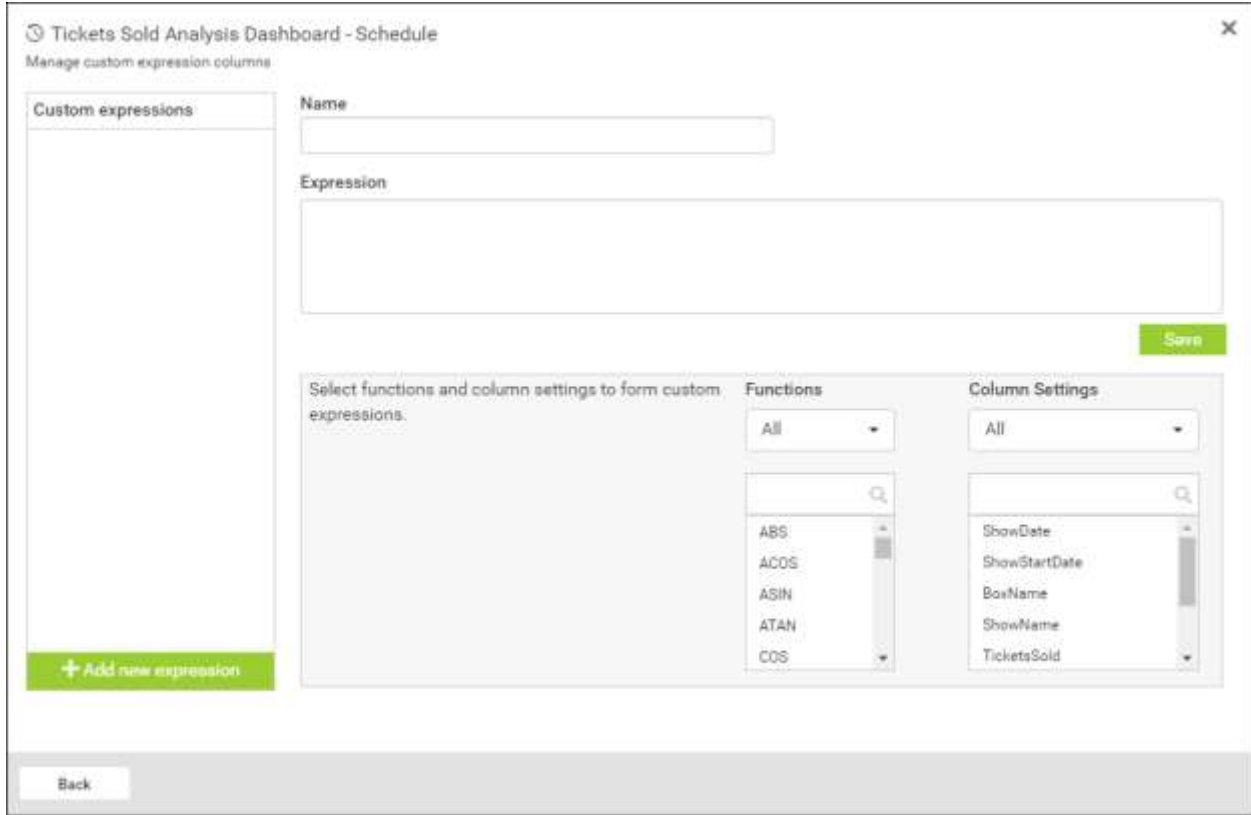 Tickets Sold Analysis Dashboard - Schedule
Manage custom expression columns
Custom expressions
Name
Expression
Save
Select functions and column settings to form custom
expressions.
Functions
All
ABS
ACOS
ASIN
ATAN
COS
Column Settings
All
ShowDate
ShowStartDate
BoxName
ShowName
TicketsSold
Add new expression
Back